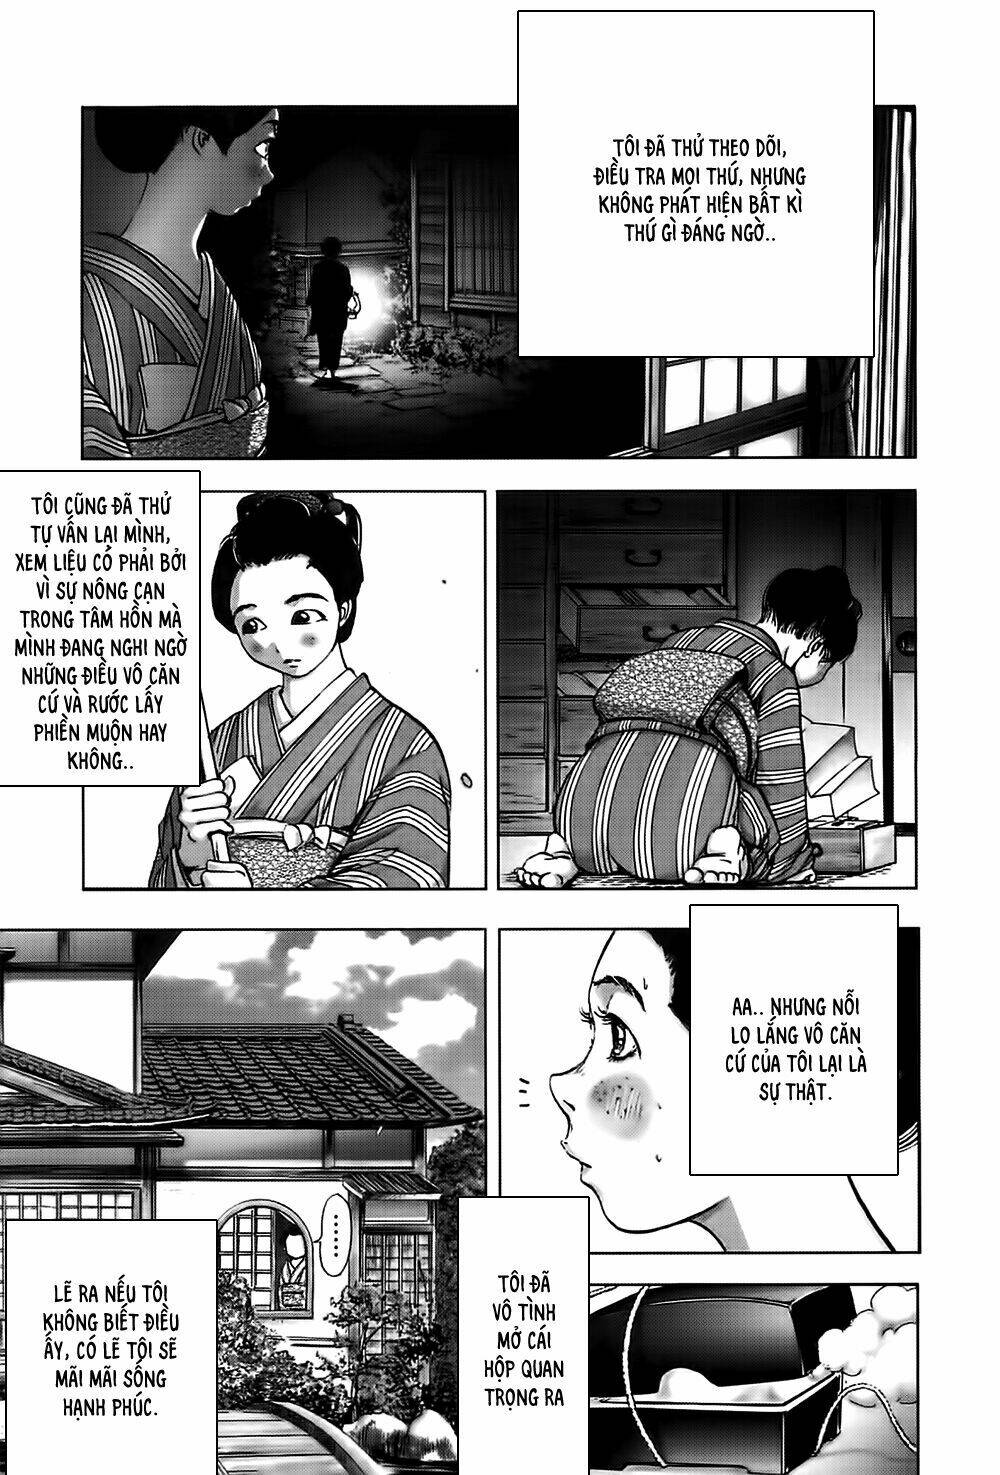 TÔI ĐÃ THỬ THEO DÕI,
ĐIỀU TRA MỌI THỨ, NHƯNG
KHÔNG PHÁT HIỆN BẤT KÌ
THỨ GÌ ĐÁNG NGỜ..
TÔI CŨNG ĐÃ THỬ
TỰ VẤN LẠI MÌNH,
XEM LIỆU CÓ PHẢI BỞI
VÌ SỰ NÔNG CẠN
TRONG TÂM HỒN MÀ
MÌNH ĐANG NGHI NGỜ
NHỮNG ĐIỀU VÔ CĂN
CỨ VÀ RƯỚC LẤY
PHIỀN MUỘN HAY
KHÔNG..
AA.. NHƯNG NỖI
LO LẮNG VÔ CĂN
CỨ CỦA TÔI LẠI LÀ
SỰ THẬT.
LẼ RA NẾU TÔI
KHÔNG BIẾT ĐIỀU
ẤY, CÓ LẼ TÔI SẼ
MÃI MÃI SỐNG
HẠNH PHÚC.
TÔI ĐÃ
VÔ TÌNH
MỞ CÁI
HỘP QUAN
TRỌNG RA